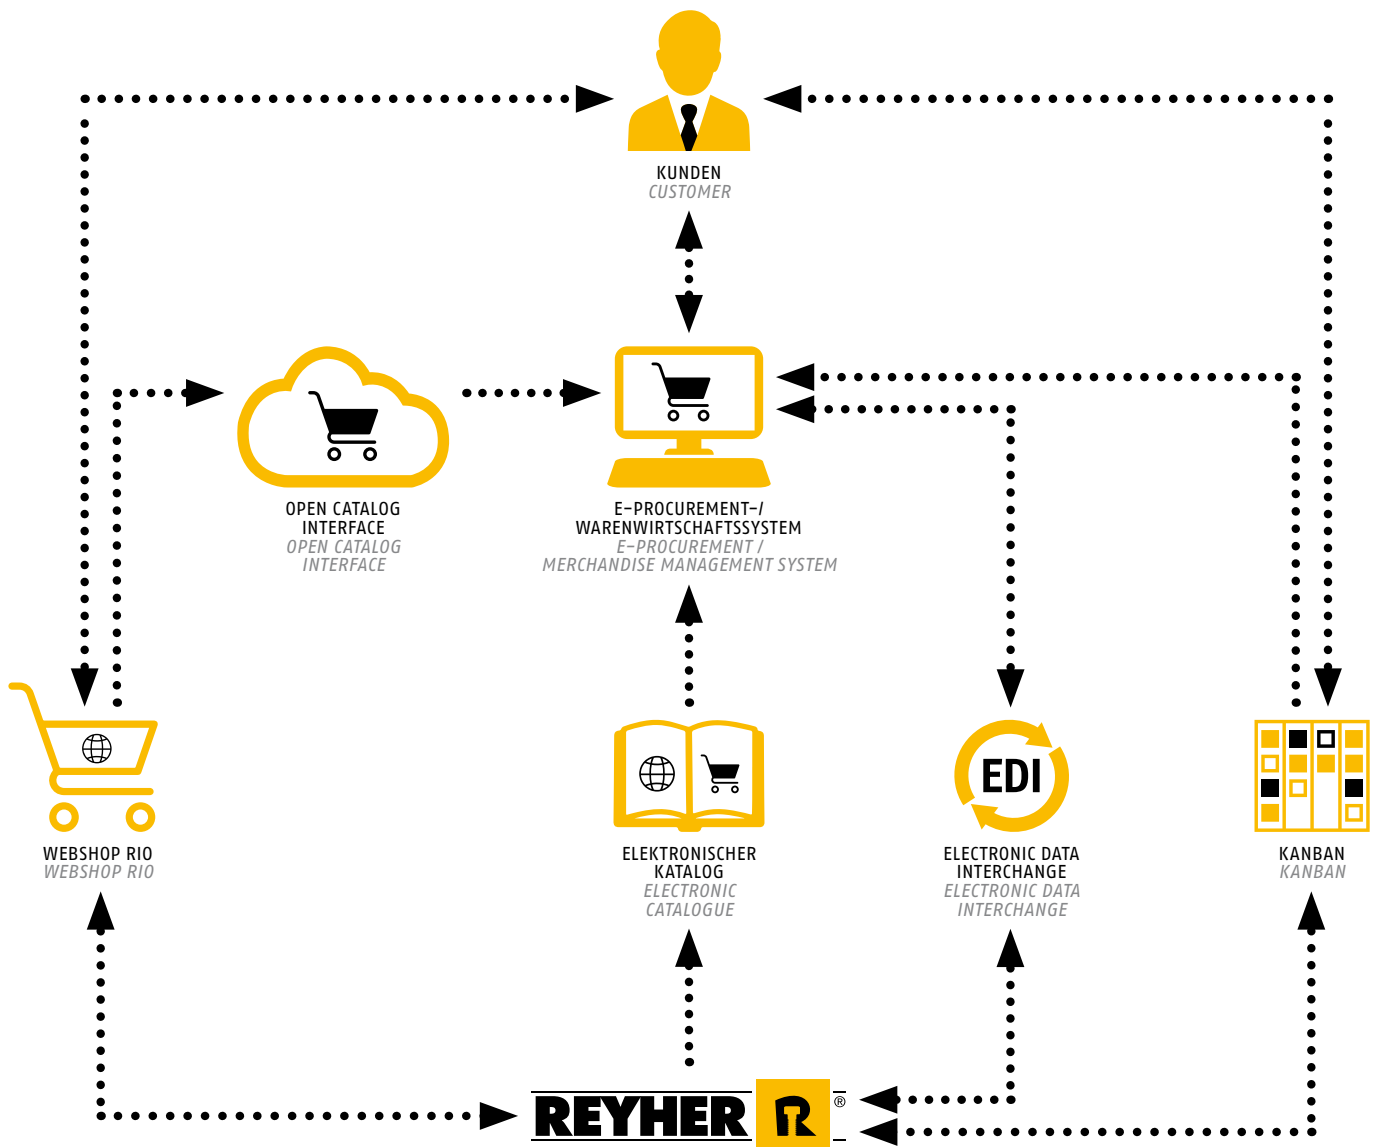 KUNDEN
CUSTOMER
OPEN CATALOG
INTERFACE
OPEN CATALOG
INTERFACE
E-PROCUREMENT-/
WARENWIRTSCHAFTSSYSTEM
E-PROCUREMENT /
MERCHANDISE MANAGEMENT SYSTEM
WEBSHOP RIO
WEBSHOP RIO
ELEKTRONISCHER
KATALOG
ELECTRONIC
CATALOGUE
EDI
ELECTRONIC DATA
INTERCHANGE
ELECTRONIC DATA
INTERCHANGE
KANBAN
KANBAN
REYHER R ®